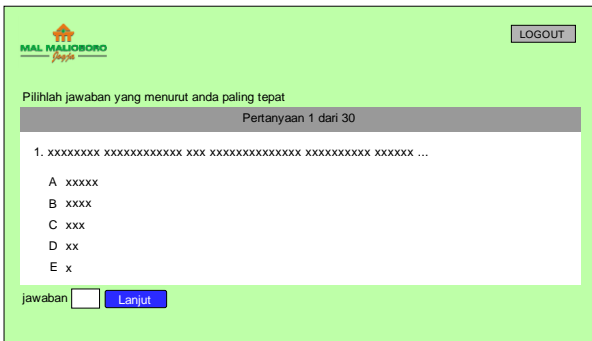 MAL MALIOBORO
Jogja
LOGOUT
Pilihlah jawaban yang menurut anda paling tepat
Pertanyaan 1 dari 30
1. xxxxxxxx xxxxxxxxxxxx xxx xxxxxxxxxxxxxx xxxxxxxxxx xxxxxx ...
A xxxxx
B xxxx
C xxx
D xx
E x
jawaban Lanjut